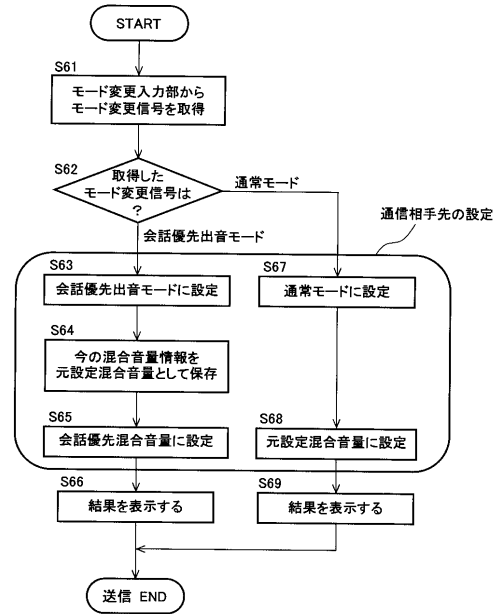 START
S61
モード変更入力部から
モード変更信号を取得
S62
取得した
モード変更信号は
?
通常モード
会話優先出音モード
通信相手先の設定
S63
会話優先出音モードに設定
S67
通常モードに設定
S64
今の混合音量情報を
元設定混合音量として保存
S65
会話優先混合音量に設定
S68
元設定混合音量に設定
S66
結果を表示する
S69
結果を表示する
送信 END